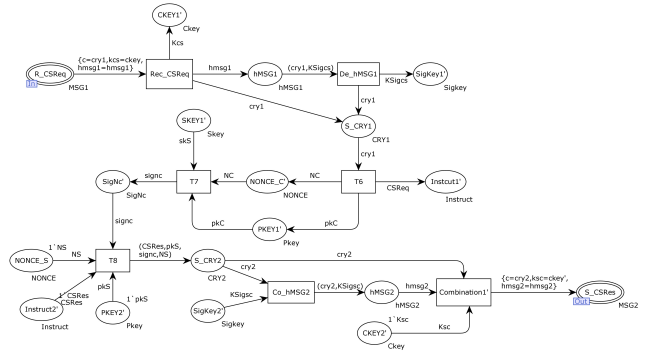 CKEY1'
Ckey
Kcs
{c=cry1,kcs=ckey,
hmsg1=hmsg1}
R_CSReq
In
MSG1
Rec_CSReq
hmsg1
hMSG1
hMSG1
(cry1,KSigcs)
De_hMSG1
KSigcs
SigKey1'
Sigkey
cry1
cry1
S_CRY1
CRY1
cry1
SKEY1'
Skey
skS
SigNc'
SigNc
signc
T7
NC
NONCE_C'
NONCE
NC
T6
CSReq
Instcut1'
Instruct
signc
pkC
PKEY1'
Pkey
pkC
NONCE_S
NONCE
1`NS
NS
T8
(CSRes,pkS,
signc,NS)
S_CRY2
CRY2
cry2
cry2
1`CSRes
CSRes
Instruct2'
Instruct
pkS
1`pkS
PKEY2'
Pkey
KSigsc
SigKey2'
Sigkey
Co_hMSG2
(cry2,KSigsc)
hMSG2
hMSG2
hmsg2
Combination1'
{c=cry2,ksc=ckey',
hmsg2=hmsg2}
S_CSRes
Out
MSG2
1`Ksc
Ksc
CKEY2'
Ckey